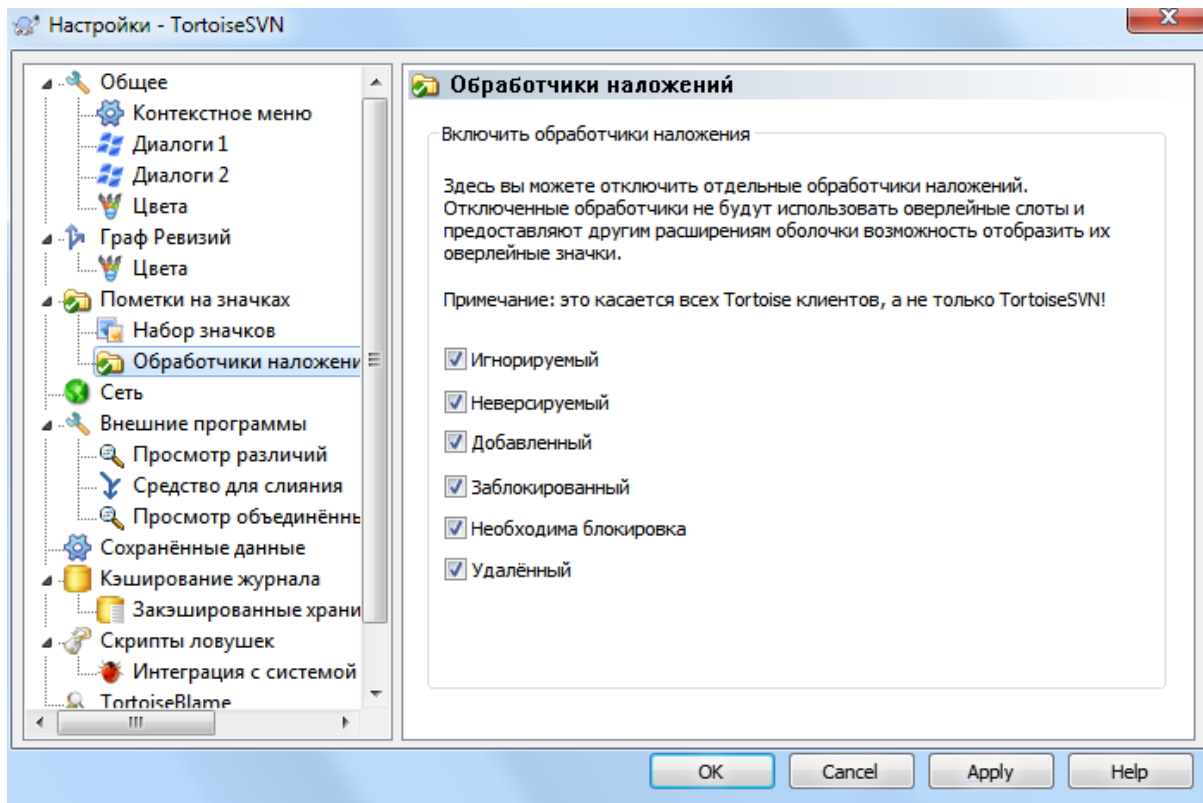 Настройки - TortoiseSVN
Общее
Контекстное меню
Диалоги 1
Диалоги 2
Цвета
Граф Ревизий
Цвета
Пометки на значках
Набор значков
Обработчики наложени
Сеть
Внешние программы
Просмотр различий
Средство для слияния
Просмотр объединённь
Сохранённые данные
Кэширование журнала
Закэшированные храни
Скрипты ловушек
Интеграция с системой
TortoiseBlame
Обработчики наложений
Включить обработчики наложения
Здесь вы можете отключить отдельные обработчики наложений.
Отключенные обработчики не будут использовать оверлейные слоты и
предоставляют другим расширениям оболочки возможность отобразить их
оверлейные значки.
Примечание: это касается всех Tortoise клиентов, а не только TortoiseSVN!
Игнорируемый
Неверсируемый
Добавленный
Заблокированный
Необходима блокировка
Удалённый
OK
Cancel
Apply
Help